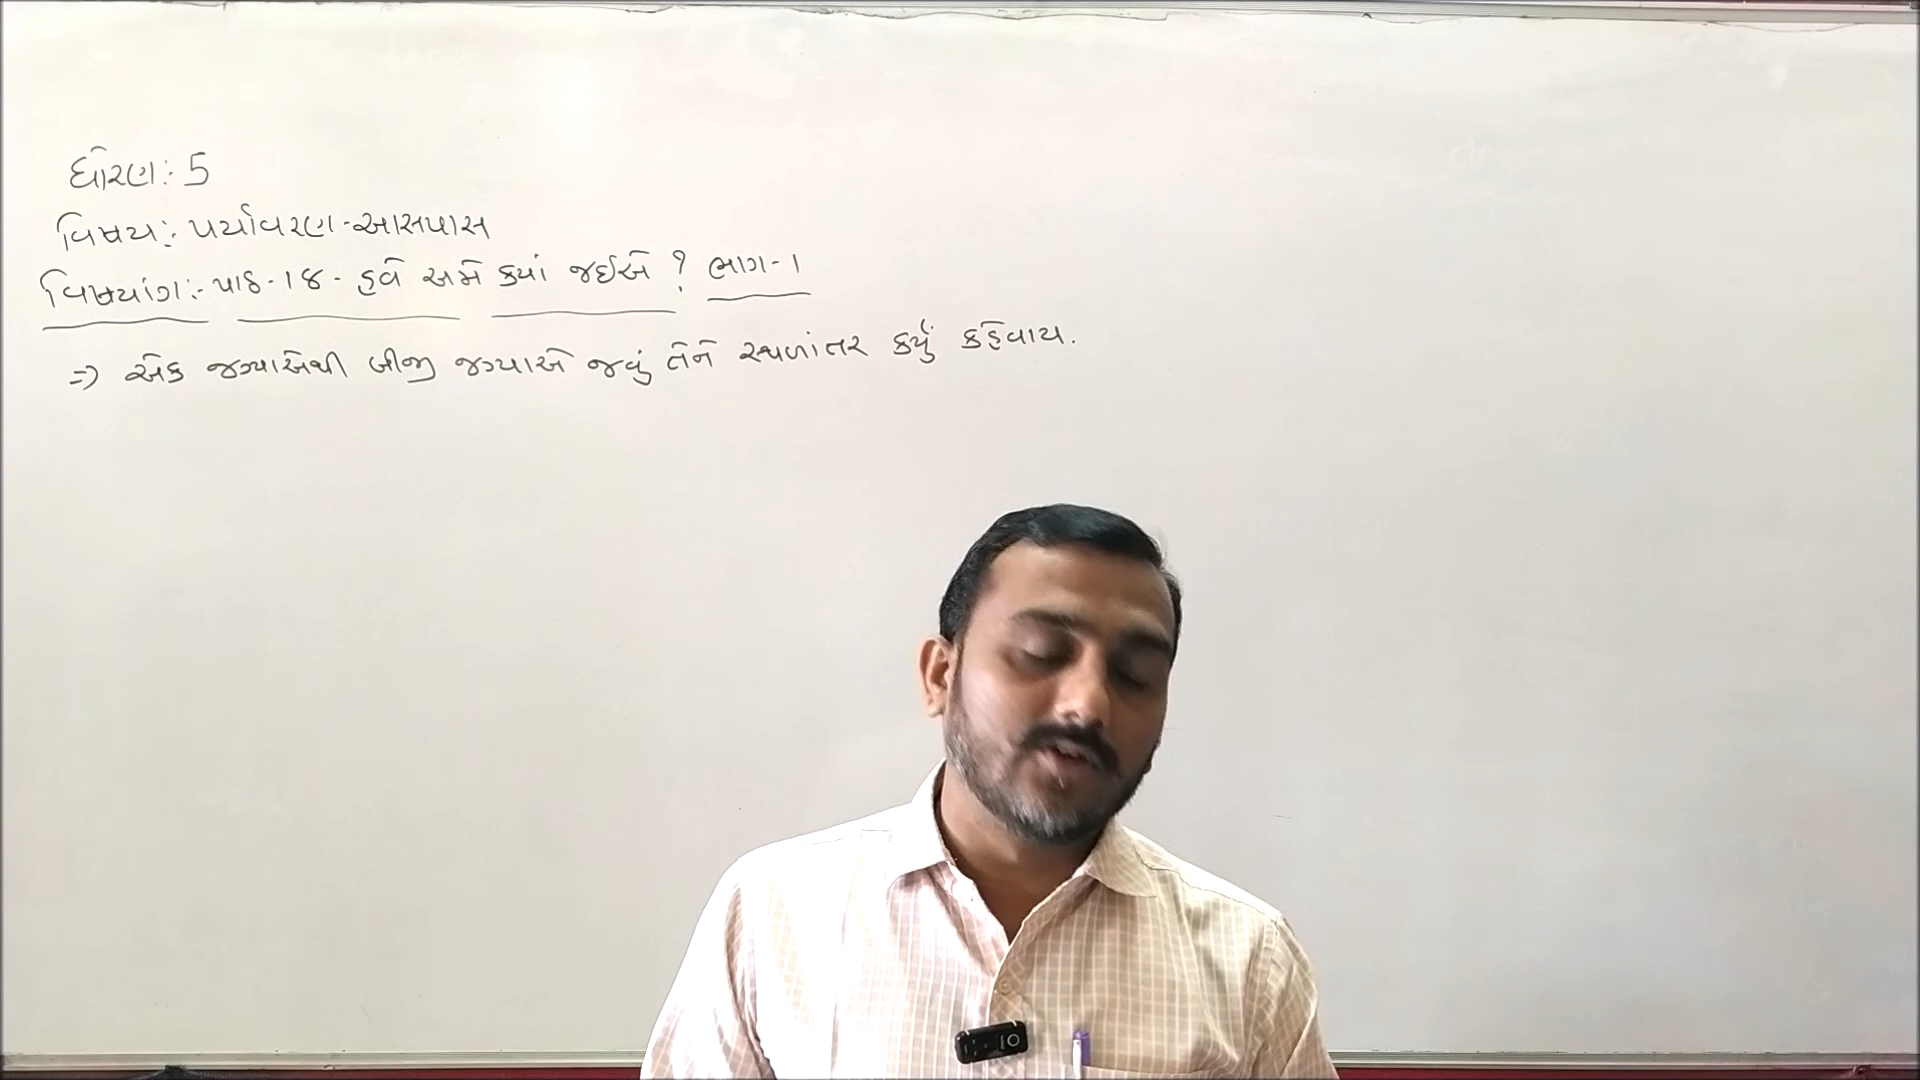 ધોરણ:- 5
વિષય:- પર્યાવરણ-આસપાસ
વિષયાંગ:- પાઠ-18- હવે અમે ક્યાં જઈએ ? ભાગ-1
⇒ એક જગ્યાએથી બીજી જગ્યાએ જવું તેને સ્થળાંતર કર્યું કહેવાય.